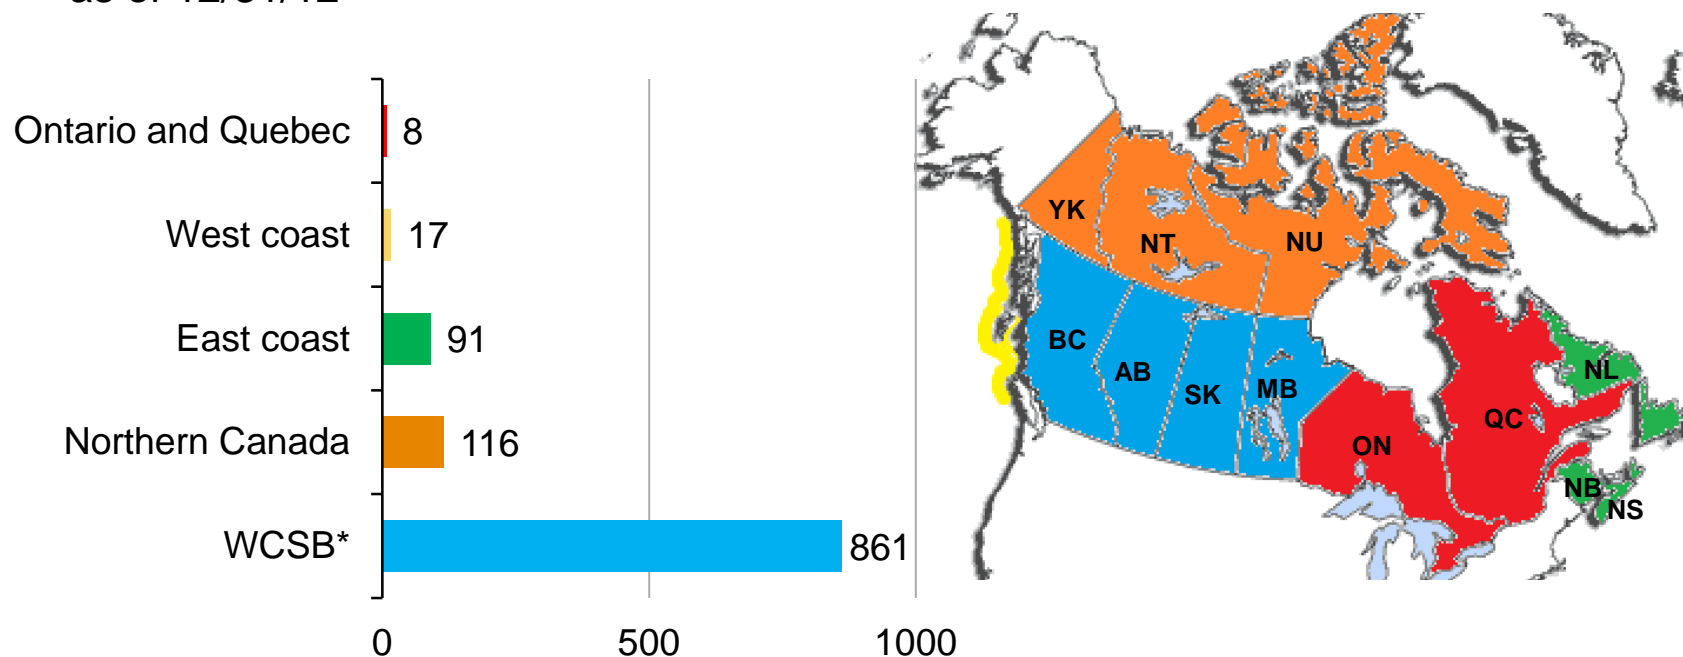 Ontario and Quebec 8
West coast 17
East coast 91
Northern Canada 116
WCSB* 861
0 500 1000
YK
NT
NU
BC
AB
SK
MB
ON
QC
NL
NB
NS